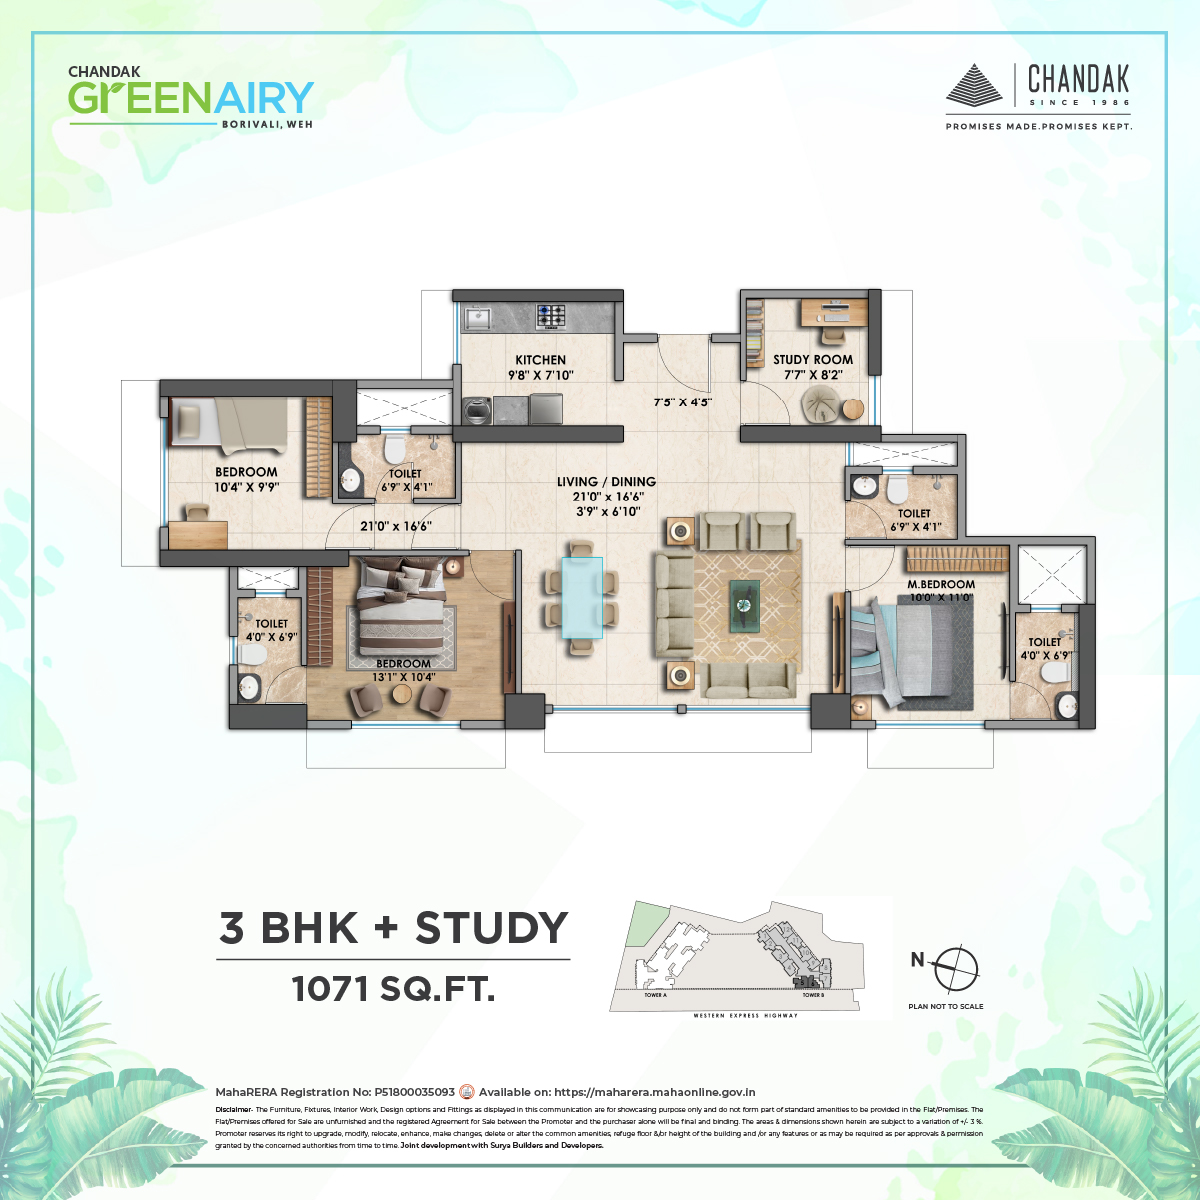 CHANDAK
GrEENAIRY
BORIVALI, WEH
CHANDAK
SINCE 1986
PROMISES MADE.PROMISES KEPT.
KITCHEN
9'8" X 7'10"
STUDY ROOM
7'7" X 8'2"
7'5" X 4'5"
BEDROOM
10'4" X 9'9"
TOILET
6'9" X 4'1"
LIVING / DINING
21'0" x 16'6"
3'9" x 6'10"
21'0" x 16'6"
TOILET
6'9" X 4'1"
M.BEDROOM
10'0" X 11'0"
TOILET
4'0" X 6'9"
TOILET
4'0" X 6'9"
BEDROOM
13'1" X 10'4"
3 BHK + STUDY
1071 SQ.FT.
TOWER A
TOWER B
WESTERN EXPRESS HIGHWAY
N
PLAN NOT TO SCALE
MahaRERA Registration No: P51800035093 Available on: https://maharera.mahaonline.gov.in
Disclaimer- The Furniture, Fixtures, Interior Work, Design options and Fittings as displayed in this communication are for showcasing purpose only and do not form part of standard amenities to be provided in the Flat/Premises. The
Flat/Premises offered for Sale are unfurnished and the registered Agreement for Sale between the Promoter and the purchaser alone will be final and binding. The areas & dimensions shown herein are subject to a variation of +/- 3 %.
Promoter reserves its right to upgrade, modify, relocate, enhance, make changes, delete or alter the common amenities, refuge floor &/or height of the building and /or any features or as may be required as per approvals & permission
granted by the concerned authorities from time to time. Joint development with Surya Builders and Developers.